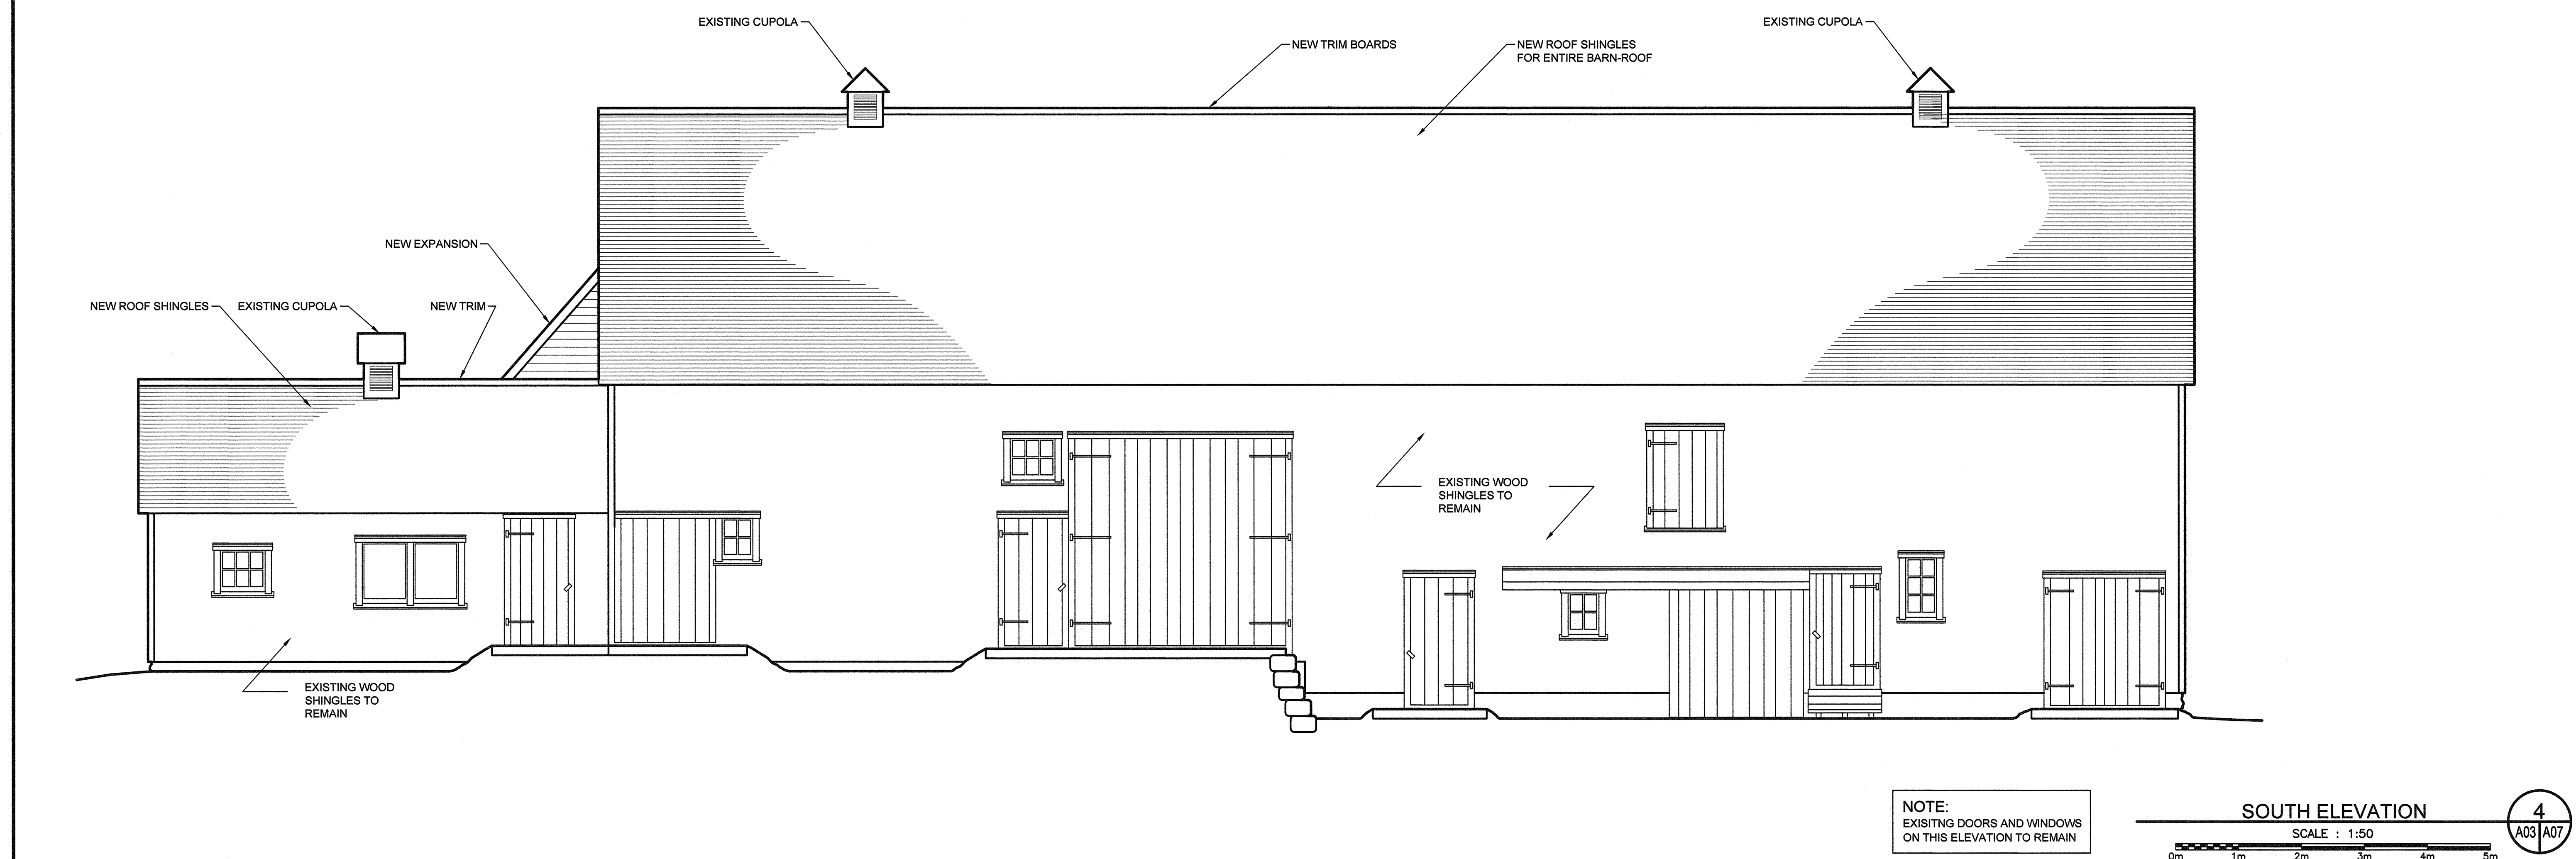 EXISTING CUPOLA
EXISTING CUPOLA
NEW TRIM BOARDS
NEW ROOF SHINGLES
FOR ENTIRE BARN-ROOF
NEW EXPANSION
NEW ROOF SHINGLES
EXISTING CUPOLA
NEW TRIM
EXISTING WOOD
SHINGLES TO
REMAIN
EXISTING WOOD
SHINGLES TO
REMAIN
NOTE:
EXISITNG DOORS AND WINDOWS
ON THIS ELEVATION TO REMAIN
SOUTH ELEVATION
SCALE : 1:50
4
A03 A07
0m 1m 2m 3m 4m 5m